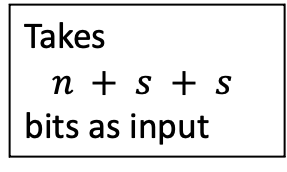 Takes
n + s + s
bits as input